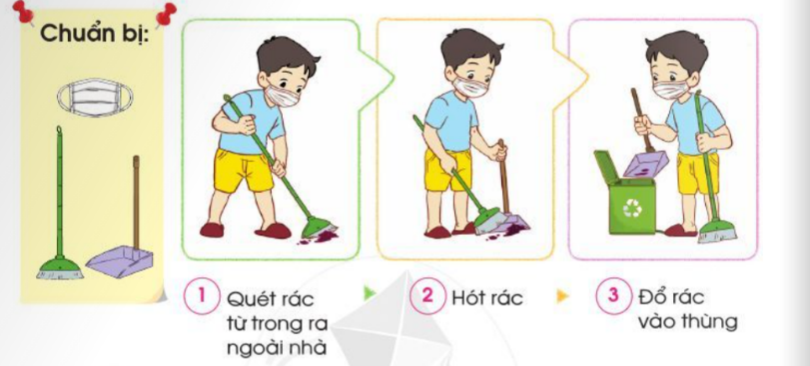 Chuẩn bị:
1 Quét rác
từ trong ra
ngoài nhà
2 Hót rác
3 Đổ rác
vào thùng